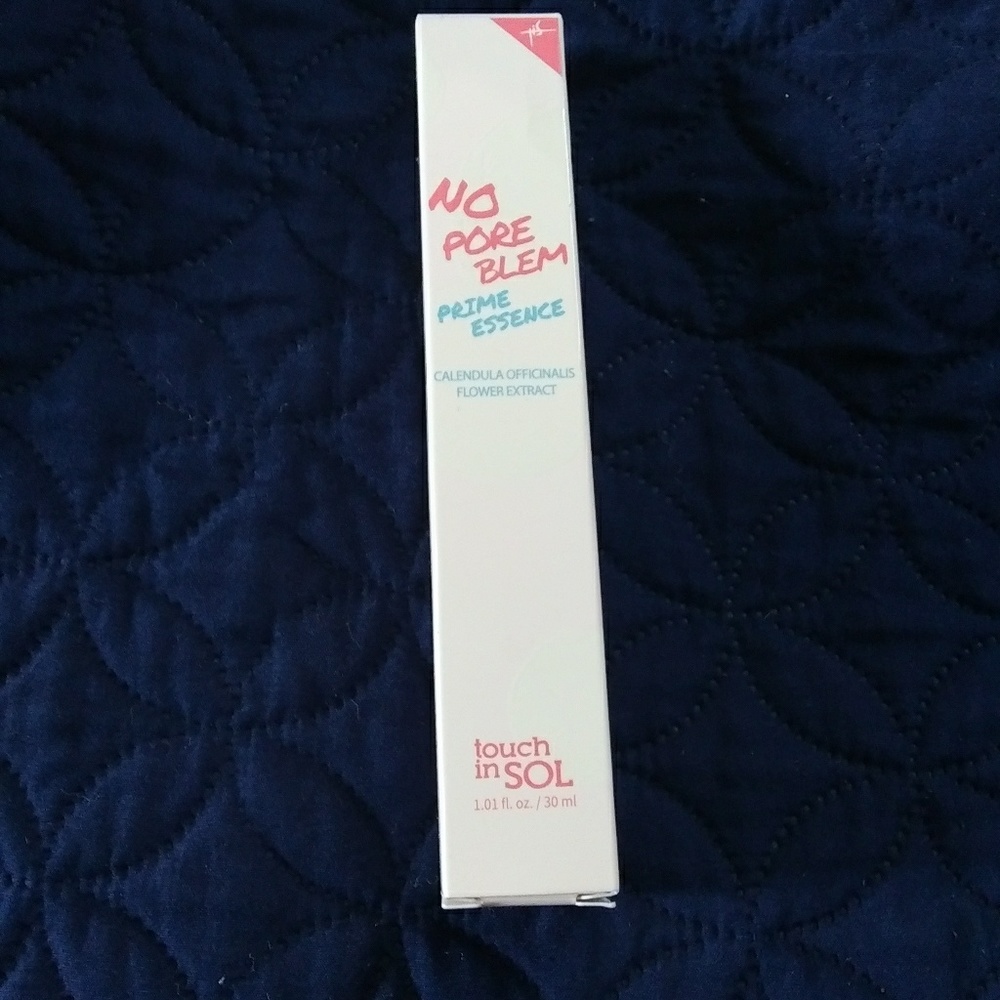 NO
PORE
BLEM
PRIME
ESSENCE
CALENDULA OFFICINALIS
FLOWER EXTRACT
touch
in SOL
1.01 fl. oz. / 30 ml